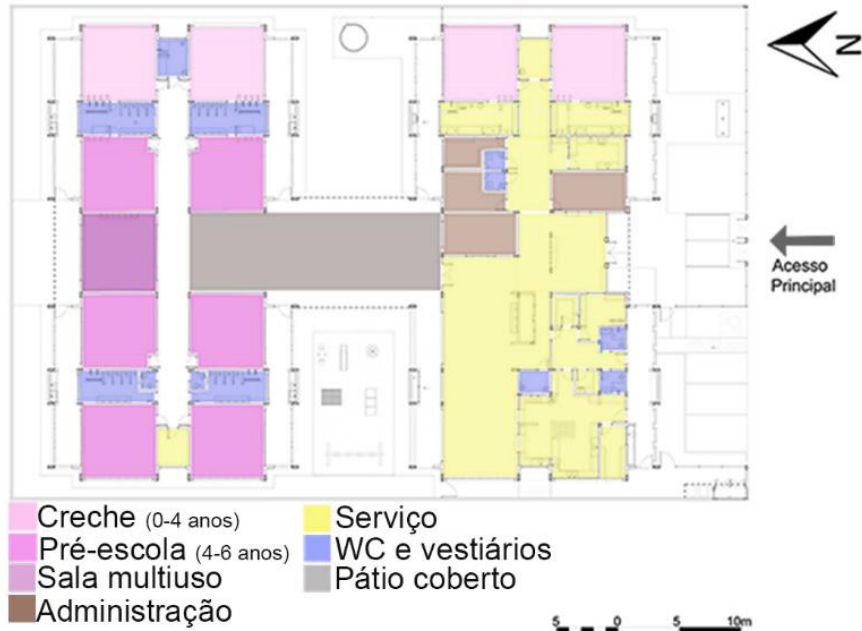 N
Acesso
Principal
Creche (0-4 anos)
Pré-escola (4-6 anos)
Sala multiuso
Administração
Serviço
WC e vestiários
Pátio coberto
5 0 5 10m